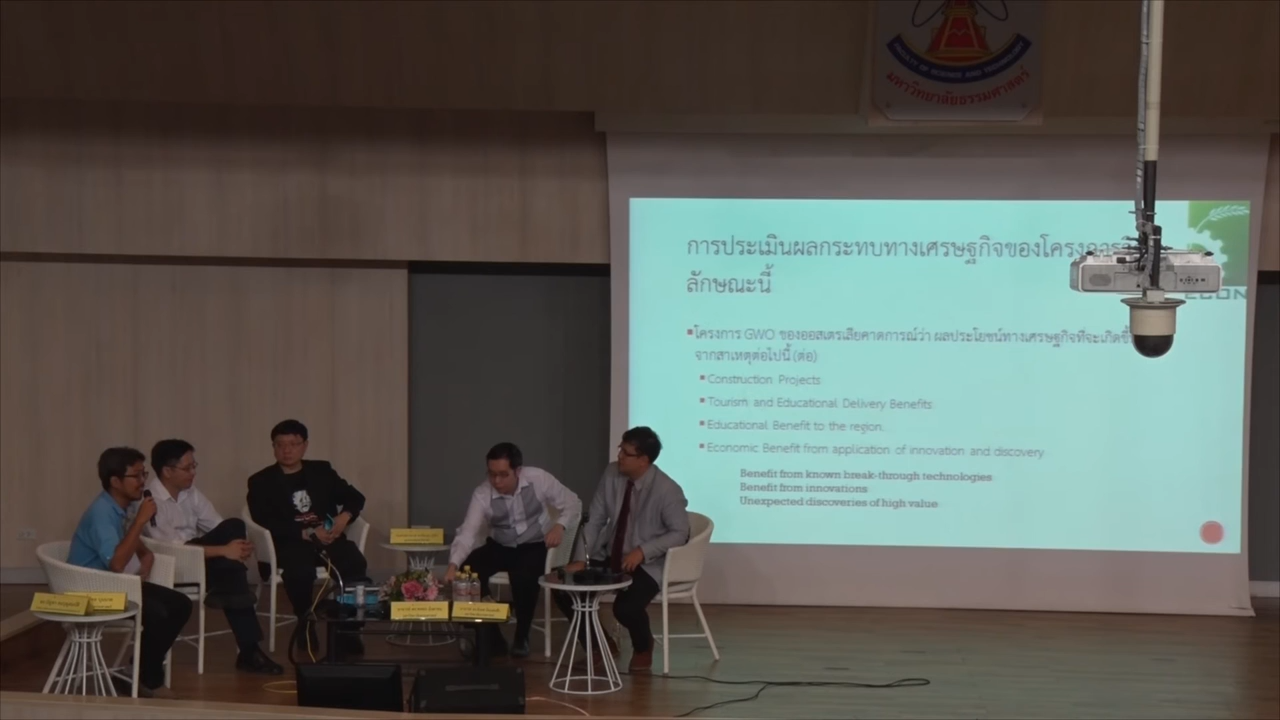 FACULTY OF SCIENCE AND TECHNOLOGY
มหาวิทยาลัยธรรมศาสตร์
การประเมินผลกระทบทางเศรษฐกิจของโครงการ
ลักษณะนี้
ECON
โครงการ GWO ของออสเตรเลียคาดการณ์ว่า ผลประโยชน์ทางเศรษฐกิจที่จะเกิดขึ้
จากสาเหตุต่อไปนี้ (ต่อ)
Construction Projects
Tourism and Educational Delivery Benefits
Educational Benefit to the region.
Economic Benefit from application of innovation and discovery
Benefit from known break-through technologies
Benefit from innovations
Unexpected discoveries of high value